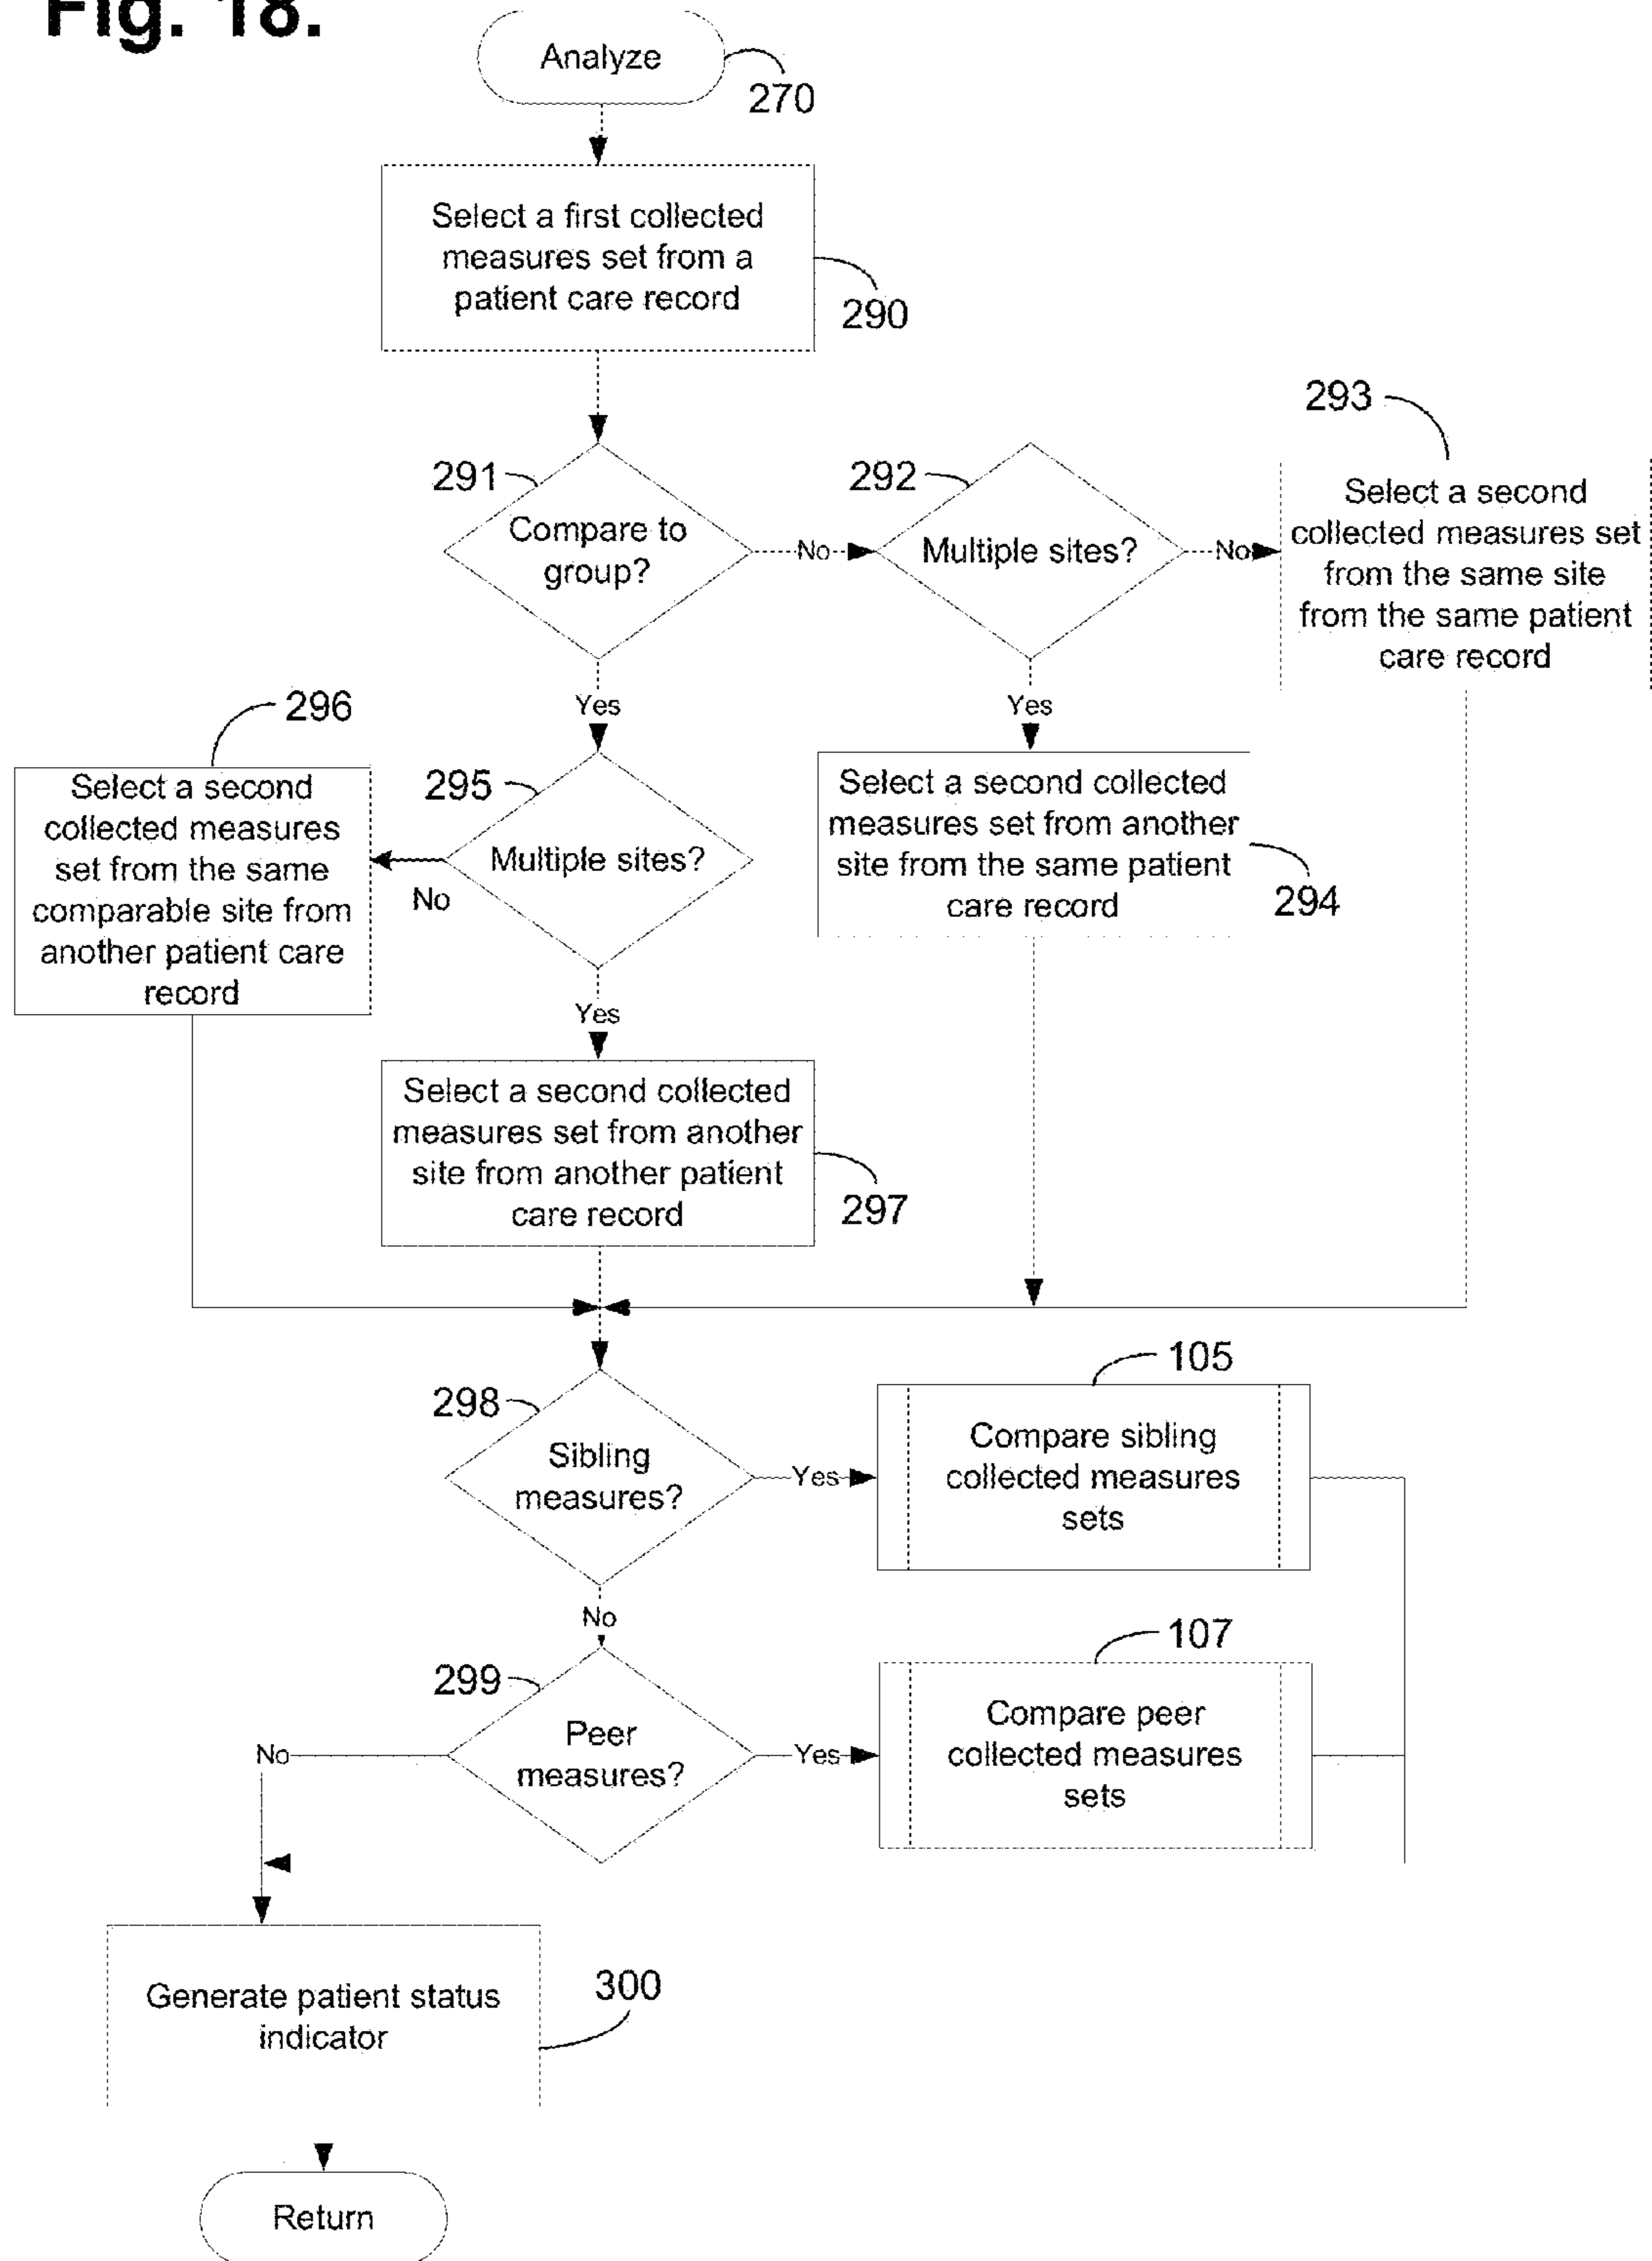 Fig. 18.
Analyze
270
Select a first collected
measures set from a
patient care record
290
293
291
Compare to
group?
No
292
Multiple sites?
No
Select a second
collected measures set
from the same site
from the same patient
care record
Yes
Yes
296
Select a second
collected measures
set from the same
comparable site from
another patient care
record
295
Multiple sites?
No
Select a second collected
measures set from another
site from the same patient
care record
294
Yes
Select a second collected
measures set from another
site from another patient
care record
297
298
Sibling
measures?
Yes
105
Compare sibling
collected measures
sets
No
299
Peer
measures?
Yes
107
Compare peer
collected measures
sets
No
Generate patient status
indicator
300
Return